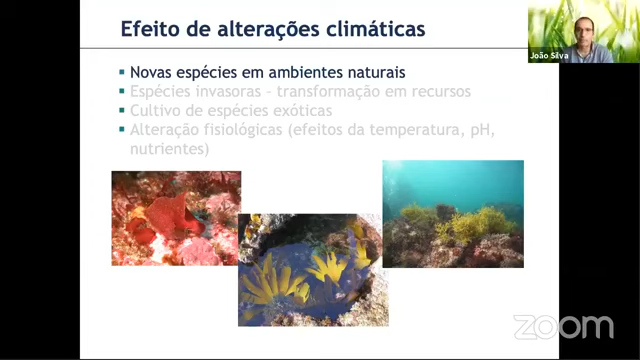 Efeito de alterações climáticas
João Silva
Novas espécies em ambientes naturais
Espécies invasoras - transformação em recursos
Cultivo de espécies exóticas
Alteração fisiológicas (efeitos da temperatura, pH,
nutrientes)
zoom